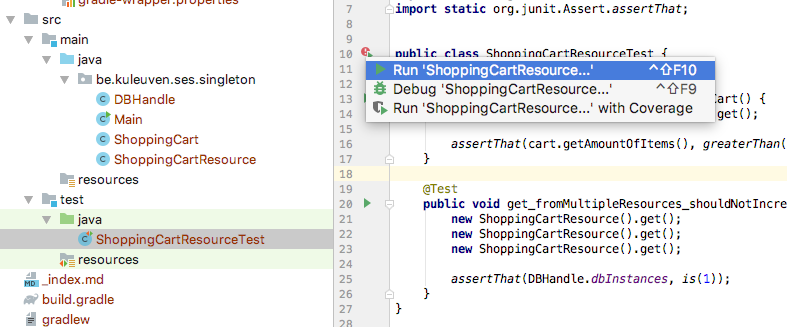 gradle-wrapper.properties
src
main
java
be.kuleuven.ses.singleton
DBHandle
Main
ShoppingCart
ShoppingCartResource
resources
test
java
ShoppingCartResourceTest
resources
MD _index.md
build.gradle
gradlew
7 import static org.junit.Assert.assertThat;
8
9
10 public class ShoppingCartResourceTest {
11
12
13 Cart() {
14 get();
15
16 assertThat(cart.getAmountOfItems(), greaterThan(
17 }
18
19 @Test
20 public void get_fromMultipleResources_shouldNotIncre
21 new ShoppingCartResource().get();
22 new ShoppingCartResource().get();
23 new ShoppingCartResource().get();
24
25 assertThat(DBHandle.dbInstances, is(1));
26 }
27 }
28
Run 'ShoppingCartResource...' ^⇧F10
Debug 'ShoppingCartResource...' ^⇧F9
Run 'ShoppingCartResource...' with Coverage